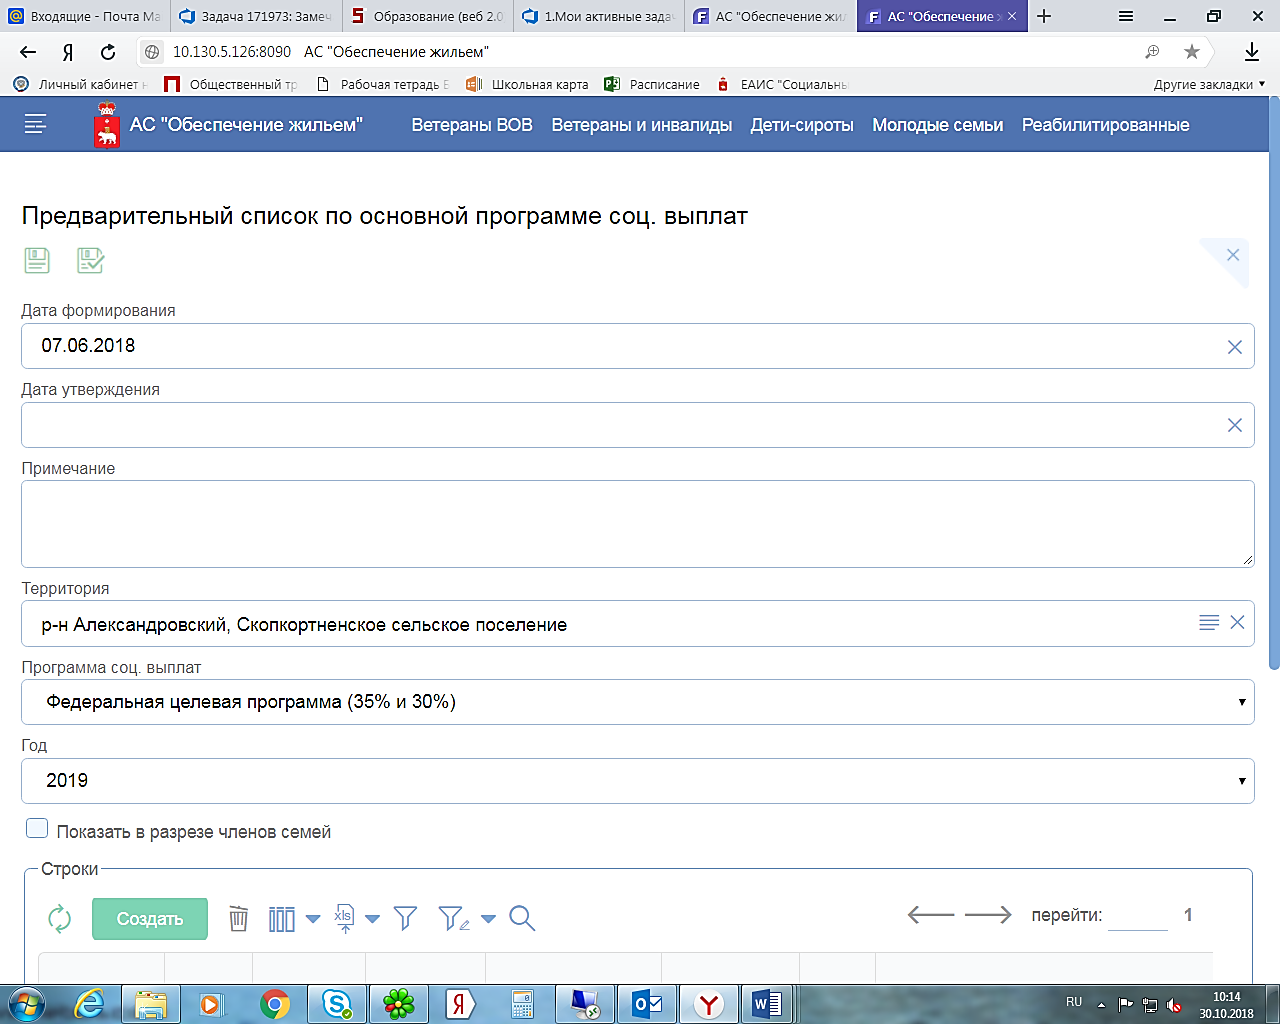 Входящие - Почта Ma
Задача 171973: Замеч
Образование (веб 2.0
1.Мои активные зада
АС "Обеспечение жил
АС "Обеспечение
10.130.5.126:8090 АС "Обеспечение жильем"
Личный кабинет
Общественный тр
Рабочая тетрадь
Школьная карта
Расписание
ЕАИС "Социальны
Другие закладки
АС "Обеспечение жильем"
Ветераны ВОВ
Ветераны и инвалиды
Дети-сироты
Молодые семьи
Реабилитированные
Предварительный список по основной программе соц. выплат
Дата формирования
07.06.2018
Дата утверждения
Примечание
Территория
р-н Александровский, Скопкортненское сельское поселение
Программа соц. выплат
Федеральная целевая программа (35% и 30%)
Год
2019
Показать в разрезе членов семей
Строки
Создать
xls
перейти:
1
RU
10:14
30.10.2018